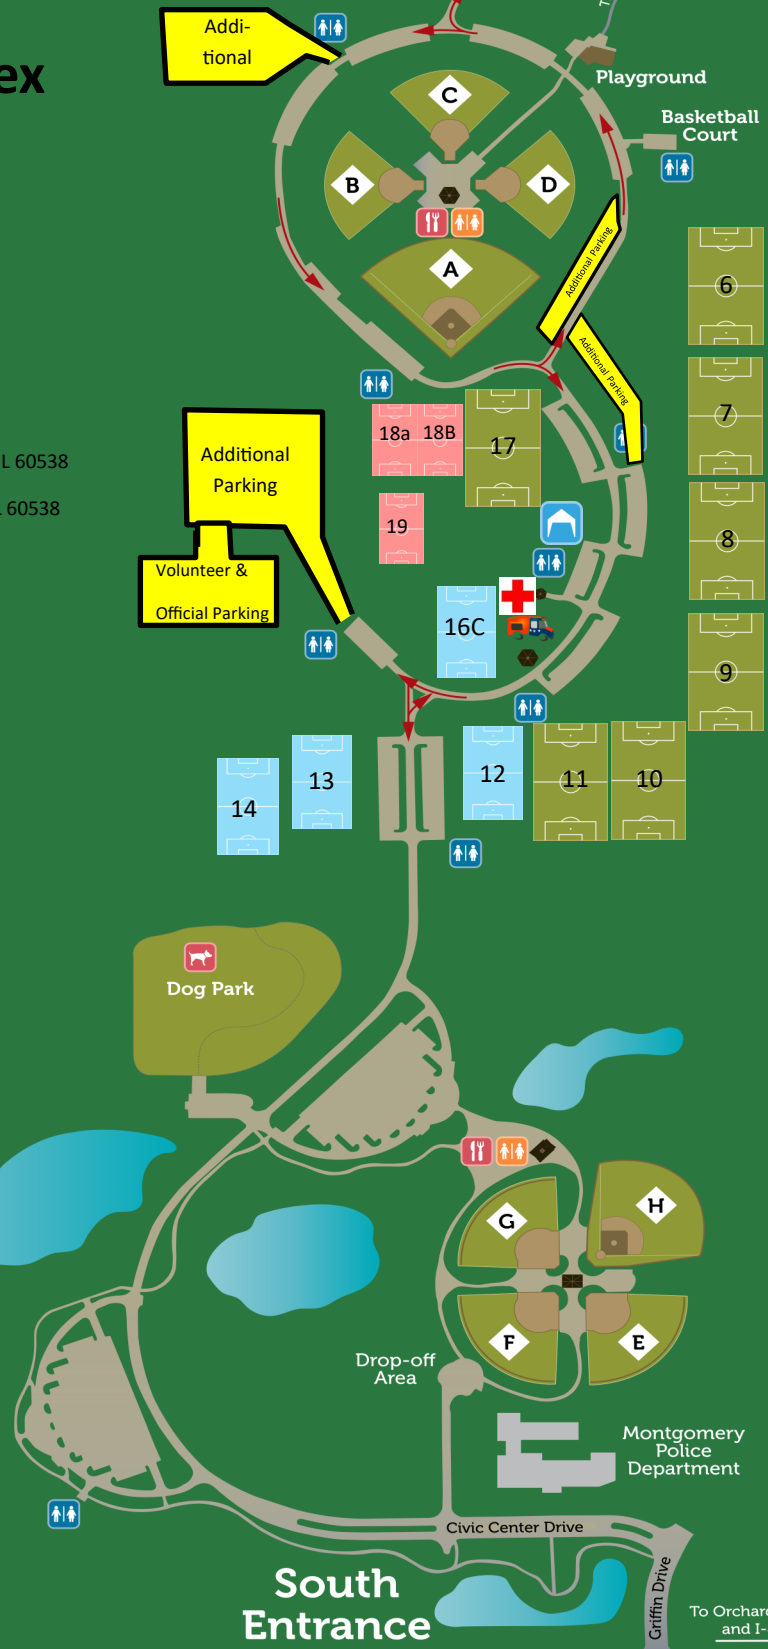 Addi-
tional
ex
T
Playground
Basketball
Court
C
B
D
A
Additional Parking
Additional Parking
6
7
8
9
L 60538
L 60538
Additional
Parking
Volunteer &
Official Parking
18a
18B
17
19
16C
14
13
12
11
10
Dog Park
G
H
F
E
Drop-off
Area
Montgomery
Police
Department
Civic Center Drive
South
Entrance
Griffin Drive
To Orchar
and I-